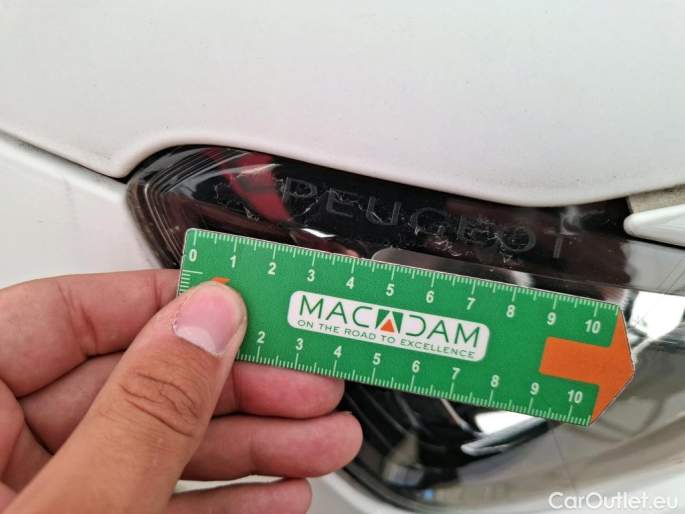 PEUGEOT
0 1 2 3 4 5 6 7 8 9 10
MACADAM
ON THE ROAD TO EXCELLENCE
2 3 4 5 6 7 8 9 10
CarOutlet.eu